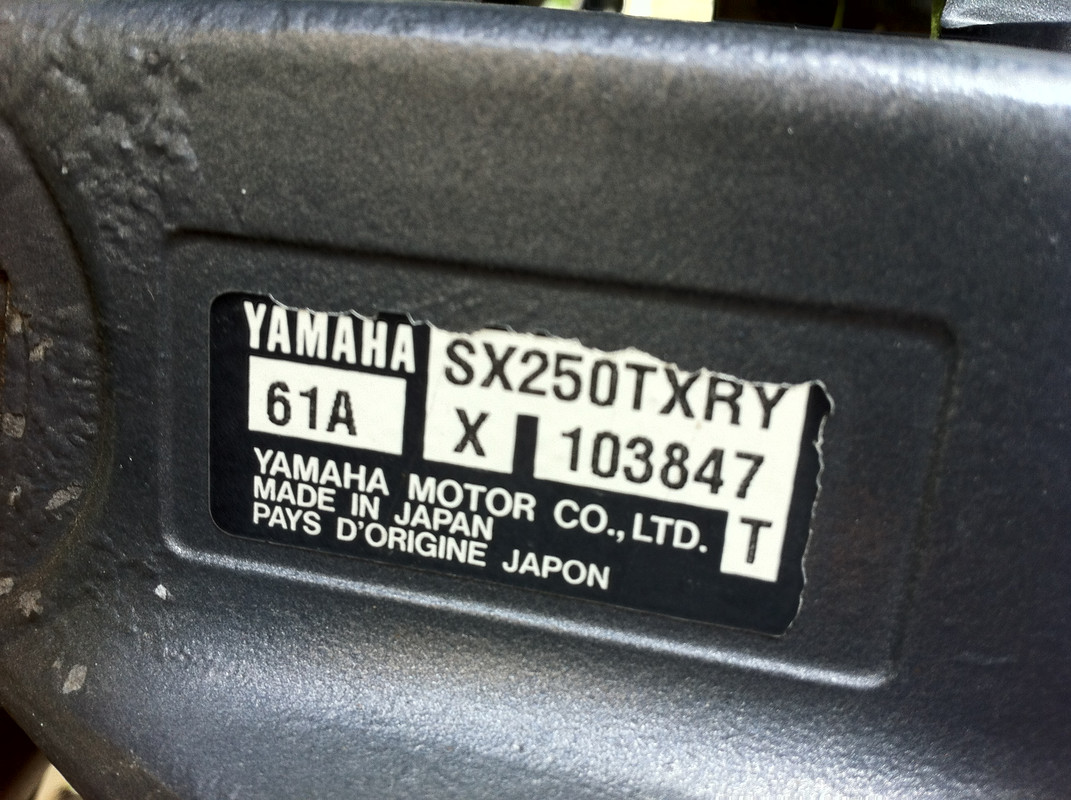 YAMAHA SX250TXRY
61A X 103847
YAMAHA MOTOR CO., LTD.
MADE IN JAPAN T
PAYS D'ORIGINE JAPON